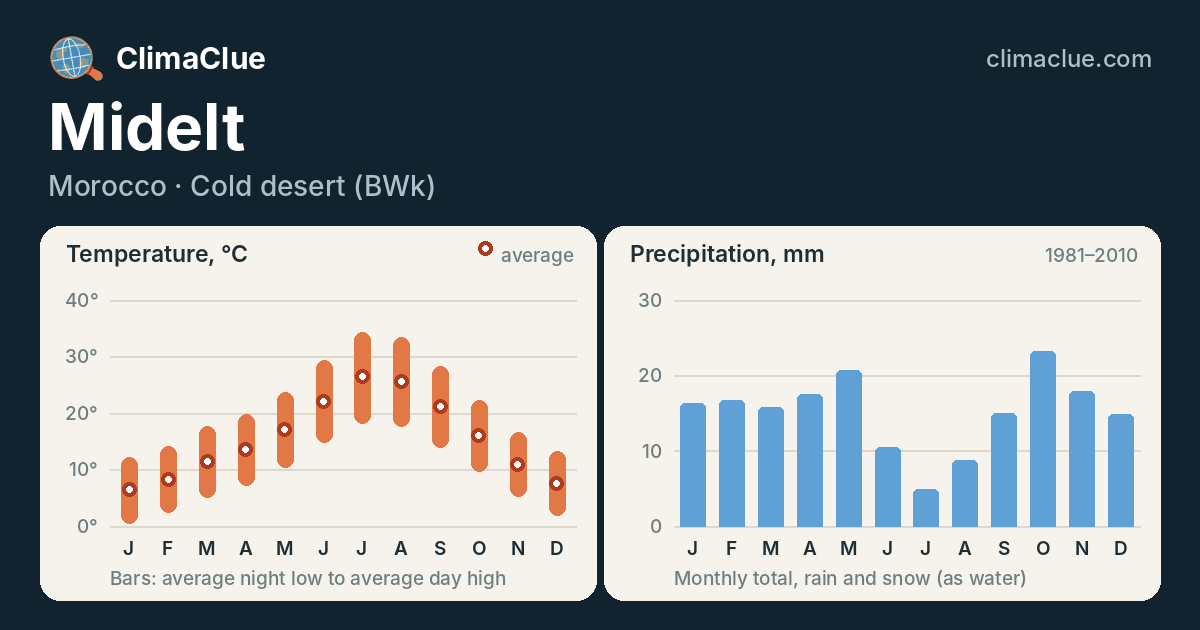 ClimaClue
climaclue.com
Midelt
Morocco · Cold desert (BWk)
Temperature, °C
average
40°
30°
20°
10°
0°
J F M A M J J A S O N D
Bars: average night low to average day high
Precipitation, mm
1981–2010
30
20
10
0
J F M A M J J A S O N D
Monthly total, rain and snow (as water)